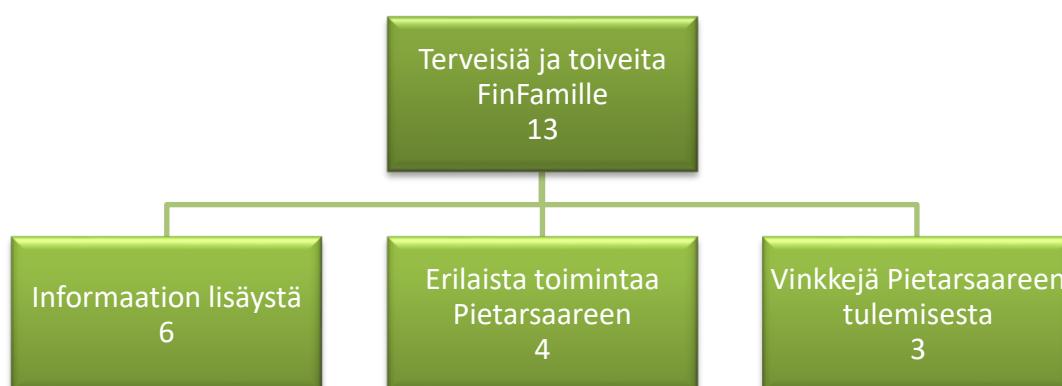 Terveisiä ja toiveita
FinFamille
13
Informaation lisäystä
6
Erilaista toimintaa
Pietarsaareen
4
Vinkkejä Pietarsaareen
tulemisesta
3